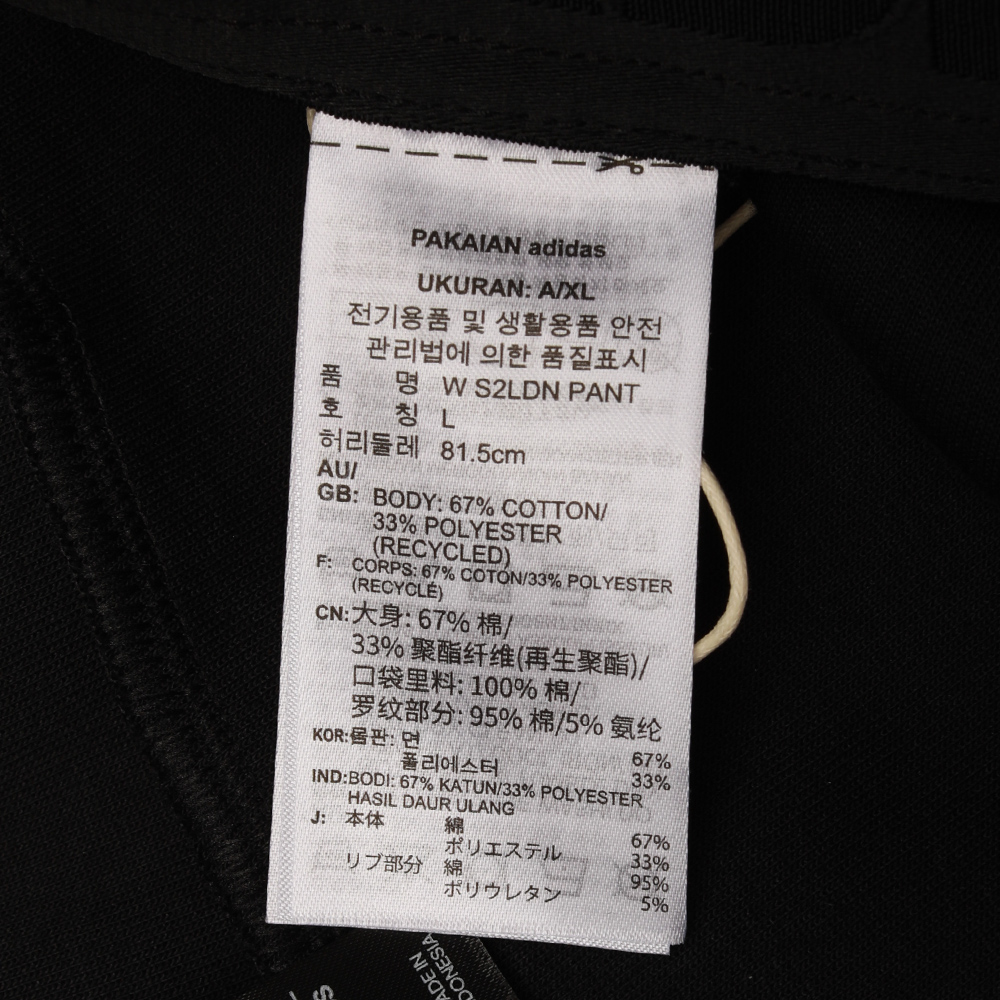 PAKAIAN adidas
UKURAN: A/XL
전기용품 및 생활용품 안전
관리법에 의한 품질표시
품 명 W S2LDN PANT
호 칭 L
허리둘레 81.5cm
AU/
GB: BODY: 67% COTTON/
33% POLYESTER
(RECYCLED)
F: CORPS: 67% COTON/33% POLYESTER
(RECYCLÉ)
CN: 大身: 67% 棉/
33% 聚酯纤维(再生聚酯)/
口袋里料: 100% 棉/
罗纹部分: 95% 棉/5% 氨纶
KOR: 몸판: 면 67%
폴리에스터 33%
IND: BODI: 67% KATUN/33% POLYESTER
HASIL DAUR ULANG
J: 本体 綿 67%
ポリエステル 33%
リブ部分 綿 95%
ポリウレタン 5%
MADE IN
INDONESIA